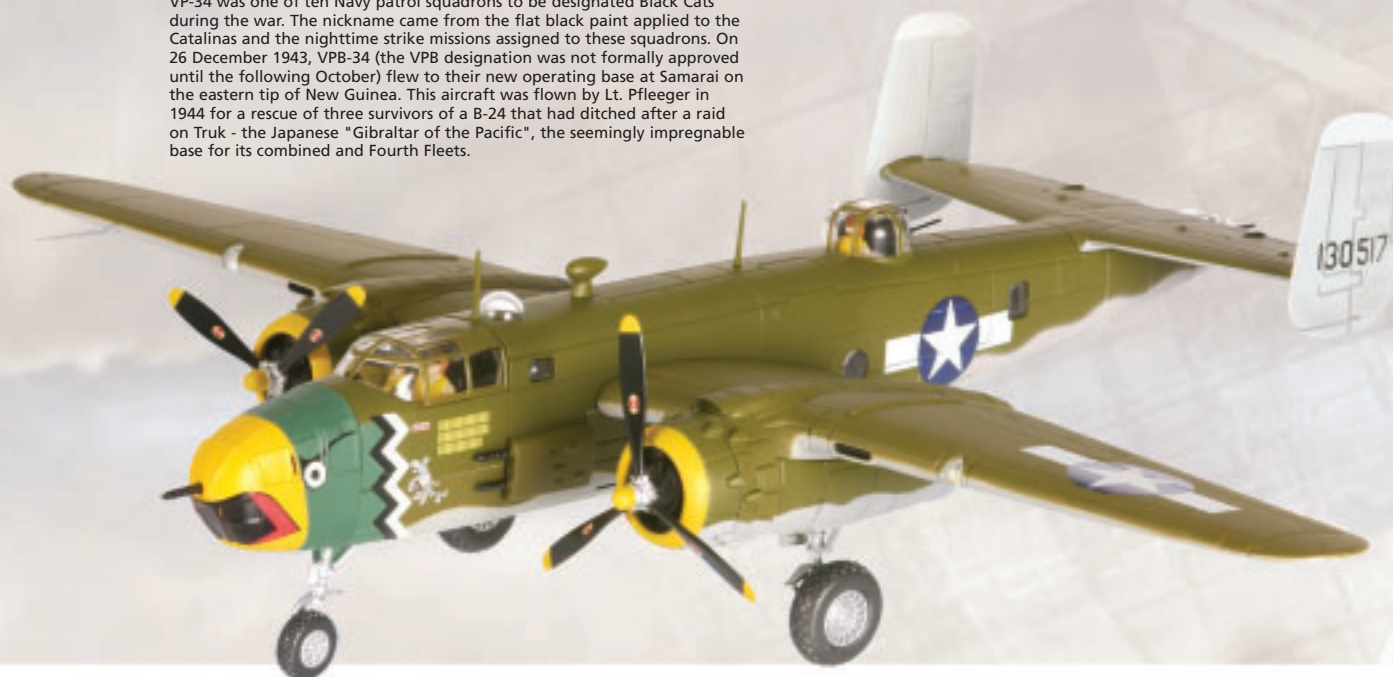 VP-34 was one of ten Navy patrol squadrons to be designated Black Cats
during the war. The nickname came from the flat black paint applied to the
Catalinas and the nighttime strike missions assigned to these squadrons. On
26 December 1943, VPB-34 (the VPB designation was not formally approved
until the following October) flew to their new operating base at Samarai on
the eastern tip of New Guinea. This aircraft was flown by Lt. Pfleeger in
1944 for a rescue of three survivors of a B-24 that had ditched after a raid
on Truk - the Japanese "Gibraltar of the Pacific", the seemingly impregnable
base for its combined and Fourth Fleets.
130517